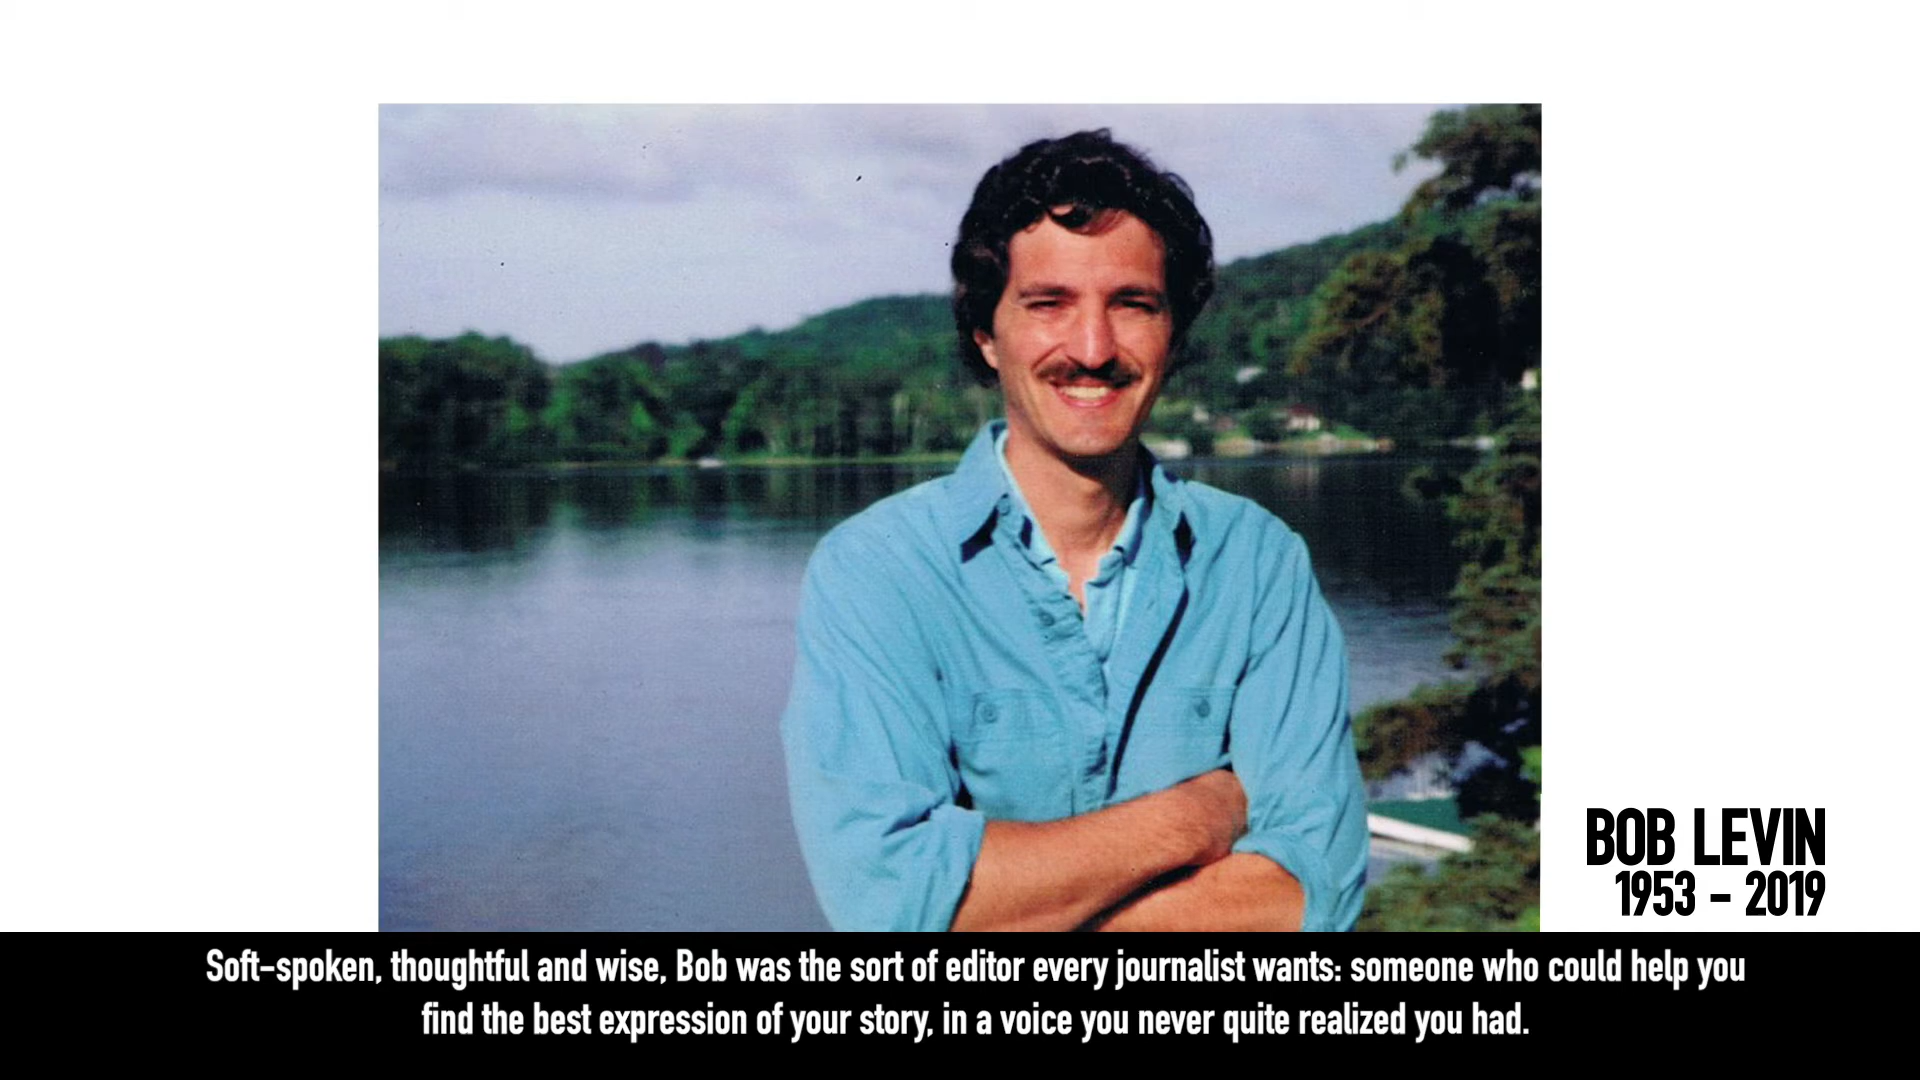 BOB LEVIN
1953 – 2019
Soft-spoken, thoughtful and wise, Bob was the sort of editor every journalist wants: someone who could help you
find the best expression of your story, in a voice you never quite realized you had.